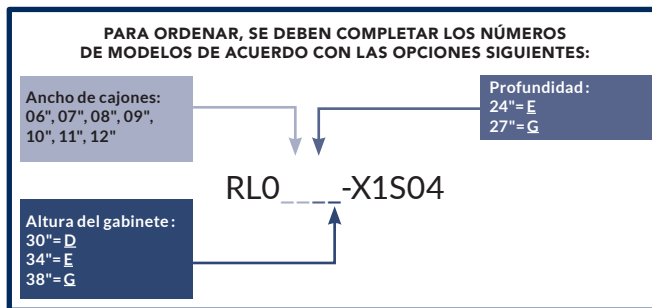 PARA ORDENAR, SE DEBEN COMPLETAR LOS NÚMEROS
DE MODELOS DE ACUERDO CON LAS OPCIONES SIGUIENTES:
Ancho de cajones:
06", 07", 08", 09",
10", 11", 12"
Profundidad:
24"= E
27"= G
RL0____-X1S04
Altura del gabinete:
30"= D
34"= E
38"= G